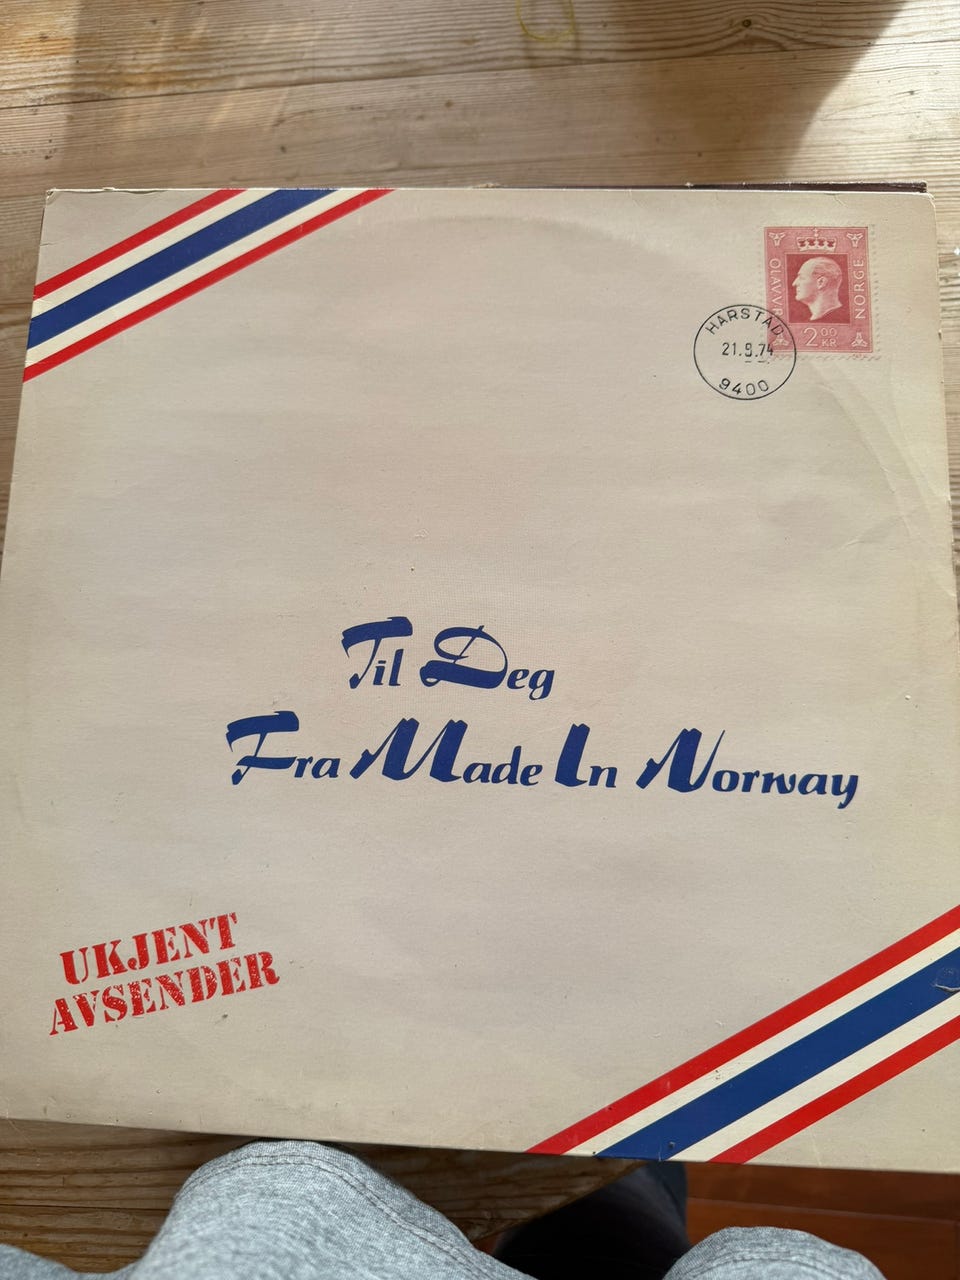 OLAV V R
NORGE
2 00 KR
HARSTAD
21.9.74
9400
Til Deg
Fra Made In Norway
UKJENT
AVSENDER